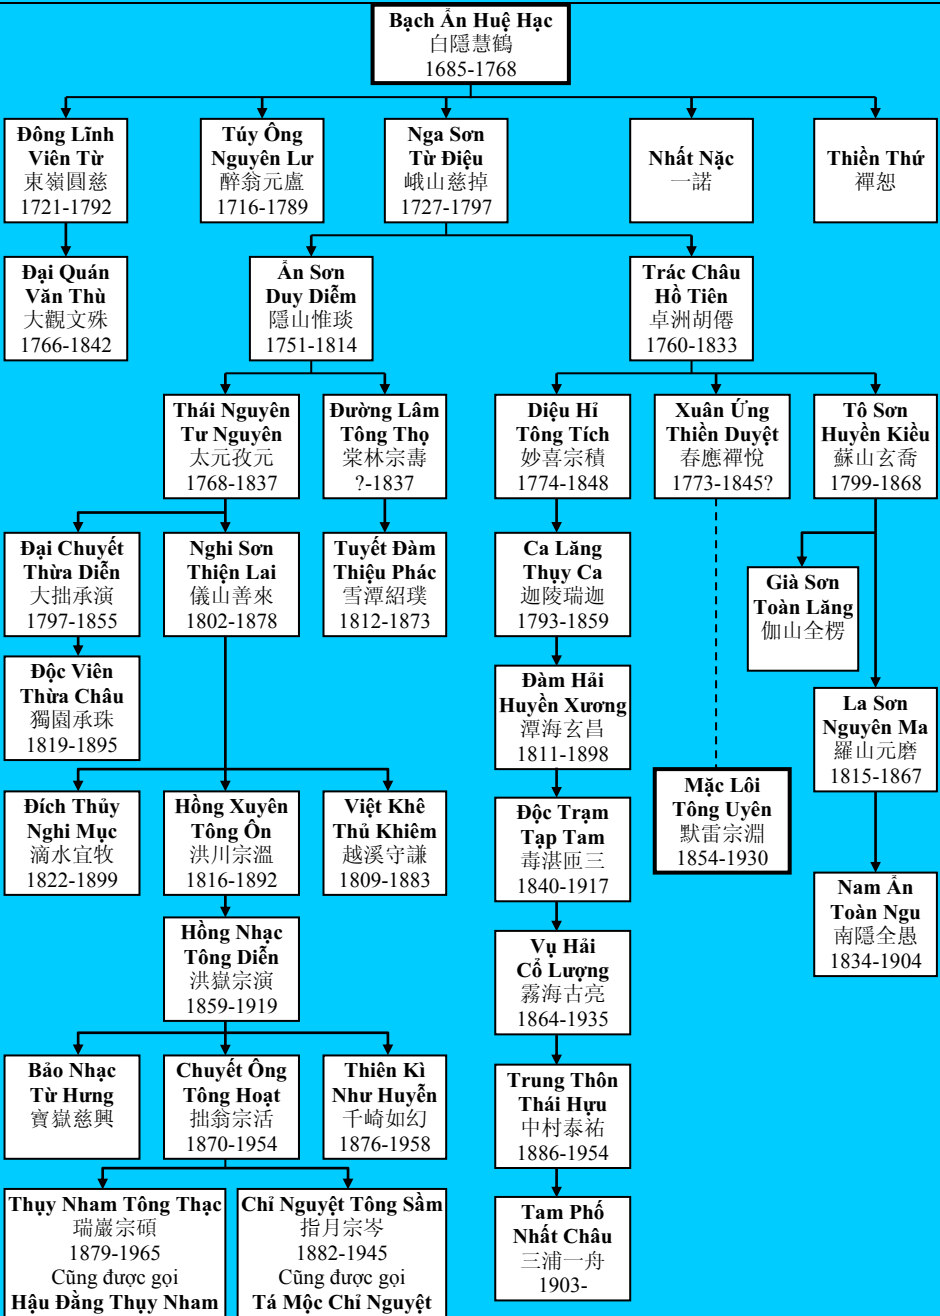 Bạch Ẩn Huệ Hạc
白隱慧鶴
1685-1768
Đông Lĩnh
Viên Từ
東嶺圓慈
1721-1792
Túy Ông
Nguyên Lư
醉翁元盧
1716-1789
Nga Sơn
Từ Điệu
峨山慈掉
1727-1797
Nhất Nặc
一諾
Thiền Thứ
禪恕
Đại Quán
Văn Thù
大觀文殊
1766-1842
Ẩn Sơn
Duy Diễm
隱山惟琰
1751-1814
Trác Châu
Hồ Tiên
卓洲胡僊
1760-1833
Thái Nguyên
Tư Nguyên
太元孜元
1768-1837
Đường Lâm
Tông Thọ
棠林宗壽
?-1837
Diệu Hỉ
Tông Tích
妙喜宗積
1774-1848
Xuân Ứng
Thiền Duyệt
春應禪悅
1773-1845?
Tô Sơn
Huyền Kiều
蘇山玄喬
1799-1868
Đại Chuyết
Thừa Diễn
大拙承演
1797-1855
Nghi Sơn
Thiện Lai
儀山善來
1802-1878
Tuyết Đàm
Thiệu Phác
雪潭紹璞
1812-1873
Ca Lăng
Thụy Ca
迦陵瑞迦
1793-1859
Già Sơn
Toàn Lăng
伽山全楞
Độc Viên
Thừa Châu
獨園承珠
1819-1895
Đàm Hải
Huyền Xương
潭海玄昌
1811-1898
La Sơn
Nguyên Ma
羅山元磨
1815-1867
Đích Thủy
Nghi Mục
滴水宜牧
1822-1899
Hồng Xuyên
Tông Ôn
洪川宗溫
1816-1892
Việt Khê
Thủ Khiêm
越溪守謙
1809-1883
Độc Trạm
Tạp Tam
毒湛匝三
1840-1917
Mặc Lôi
Tông Uyên
默雷宗淵
1854-1930
Nam Ẩn
Toàn Ngu
南隱全愚
1834-1904
Hồng Nhạc
Tông Diễn
洪嶽宗演
1859-1919
Vụ Hải
Cổ Lượng
霧海古亮
1864-1935
Bảo Nhạc
Từ Hưng
寶嶽慈興
Chuyết Ông
Tông Hoạt
拙翁宗活
1870-1954
Thiên Kì
Như Huyễn
千崎如幻
1876-1958
Trung Thôn
Thái Hựu
中村泰祐
1886-1954
Thụy Nham Tông Thạc
瑞巖宗碩
1879-1965
Cũng được gọi
Hậu Đằng Thụy Nham
Chỉ Nguyệt Tông Sầm
指月宗岑
1882-1945
Cũng được gọi
Tá Mộc Chỉ Nguyệt
Tam Phố
Nhất Châu
三浦一舟
1903-